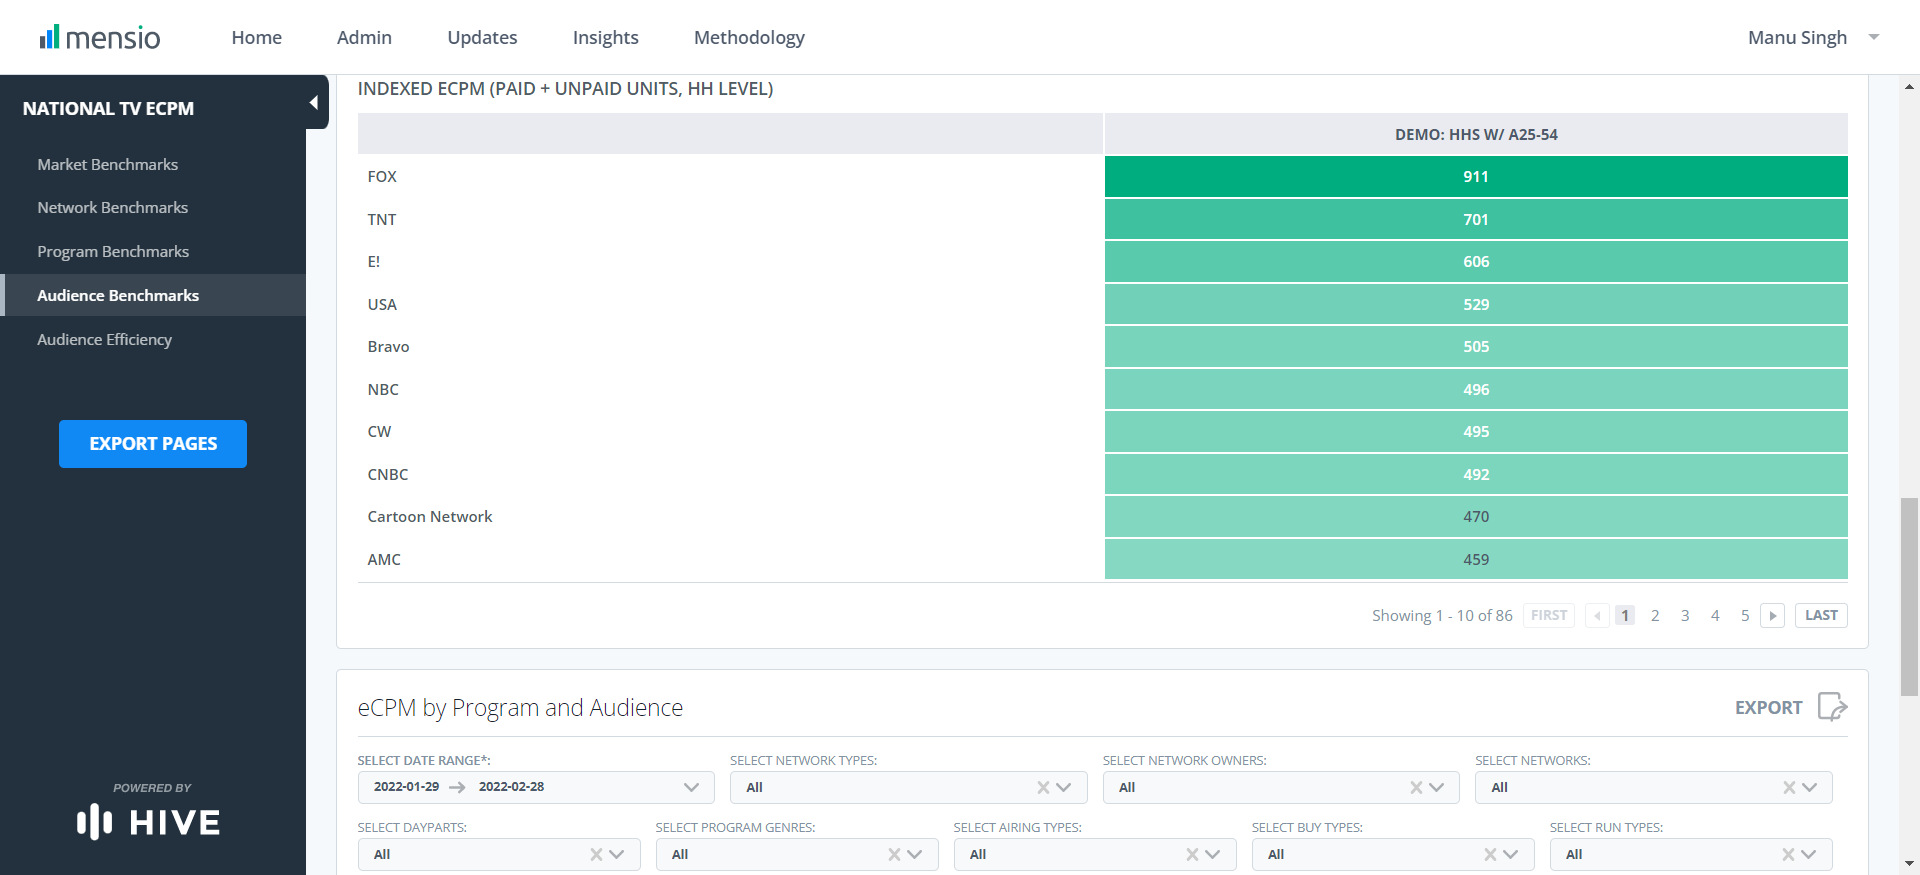 mensio
Home Admin Updates Insights Methodology Manu Singh
NATIONAL TV ECPM
Market Benchmarks
Network Benchmarks
Program Benchmarks
Audience Benchmarks
Audience Efficiency
EXPORT PAGES
POWERED BY
HIVE
INDEXED ECPM (PAID + UNPAID UNITS, HH LEVEL)
DEMO: HHS W/ A25-54
FOX 911
TNT 701
E! 606
USA 529
Bravo 505
NBC 496
CW 495
CNBC 492
Cartoon Network 470
AMC 459
Showing 1 - 10 of 86 FIRST 1 2 3 4 5 LAST
eCPM by Program and Audience EXPORT
SELECT DATE RANGE*: SELECT NETWORK TYPES: SELECT NETWORK OWNERS: SELECT NETWORKS:
2022-01-29 → 2022-02-28 All All All
SELECT DAYPARTS: SELECT PROGRAM GENRES: SELECT AIRING TYPES: SELECT BUY TYPES: SELECT RUN TYPES:
All All All All All